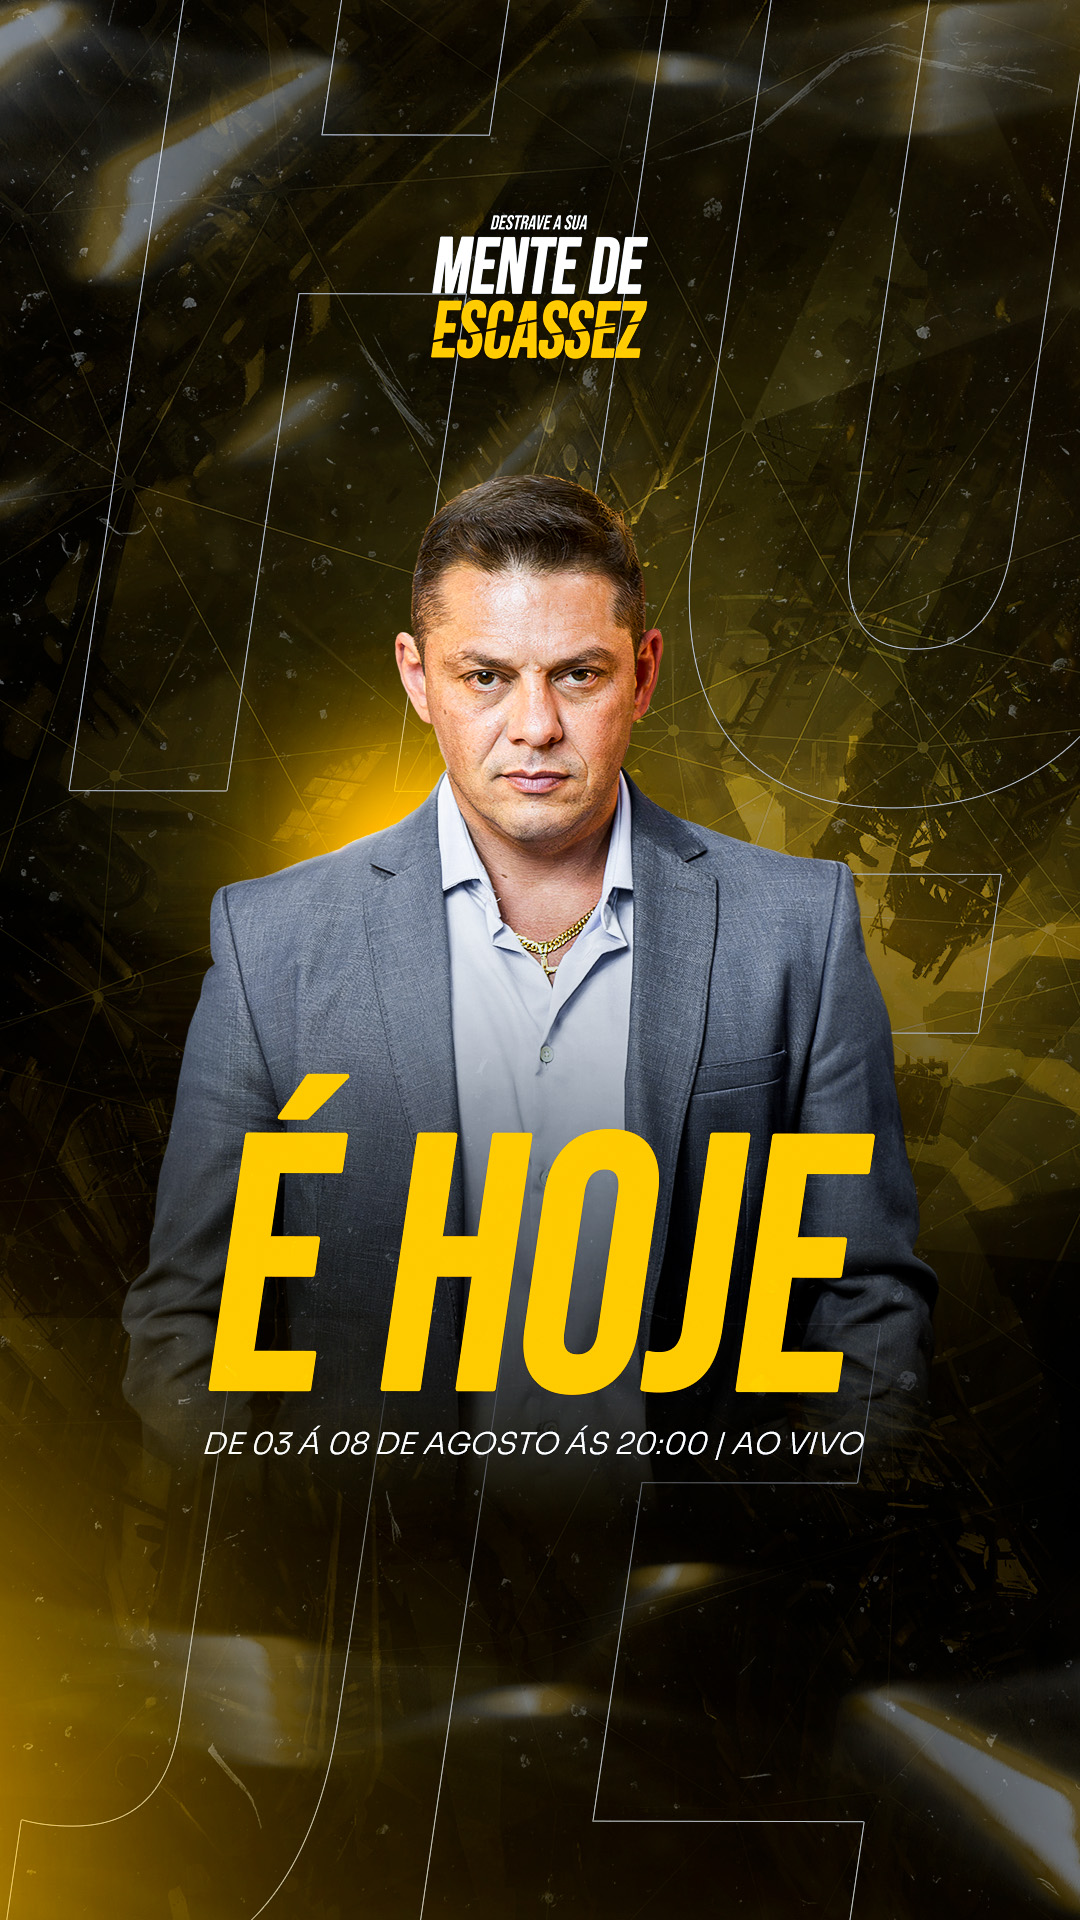 DESTRAVE A SUA
MENTE DE
ESCASSEZ
É HOJE
DE 03 Á 08 DE AGOSTO ÁS 20:00 | AO VIVO